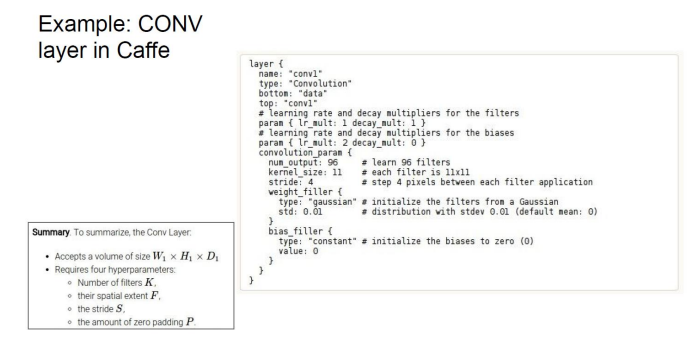 Example: CONV
layer in Caffe
layer {
  name: "conv1"
  type: "Convolution"
  bottom: "data"
  top: "conv1"
  # learning rate and decay multipliers for the filters
  param { lr_mult: 1 decay_mult: 1 }
  # learning rate and decay multipliers for the biases
  param { lr_mult: 2 decay_mult: 0 }
  convolution_param {
    num_output: 96     # learn 96 filters
    kernel_size: 11    # each filter is 11x11
    stride: 4          # step 4 pixels between each filter application
    weight_filler {
      type: "gaussian" # initialize the filters from a Gaussian
      std: 0.01        # distribution with stdev 0.01 (default mean: 0)
    }
    bias_filler {
      type: "constant" # initialize the biases to zero (0)
      value: 0
    }
  }
}
Summary. To summarize, the Conv Layer:
• Accepts a volume of size W₁ × H₁ × D₁
• Requires four hyperparameters:
◦ Number of filters K,
◦ their spatial extent F,
◦ the stride S,
◦ the amount of zero padding P.